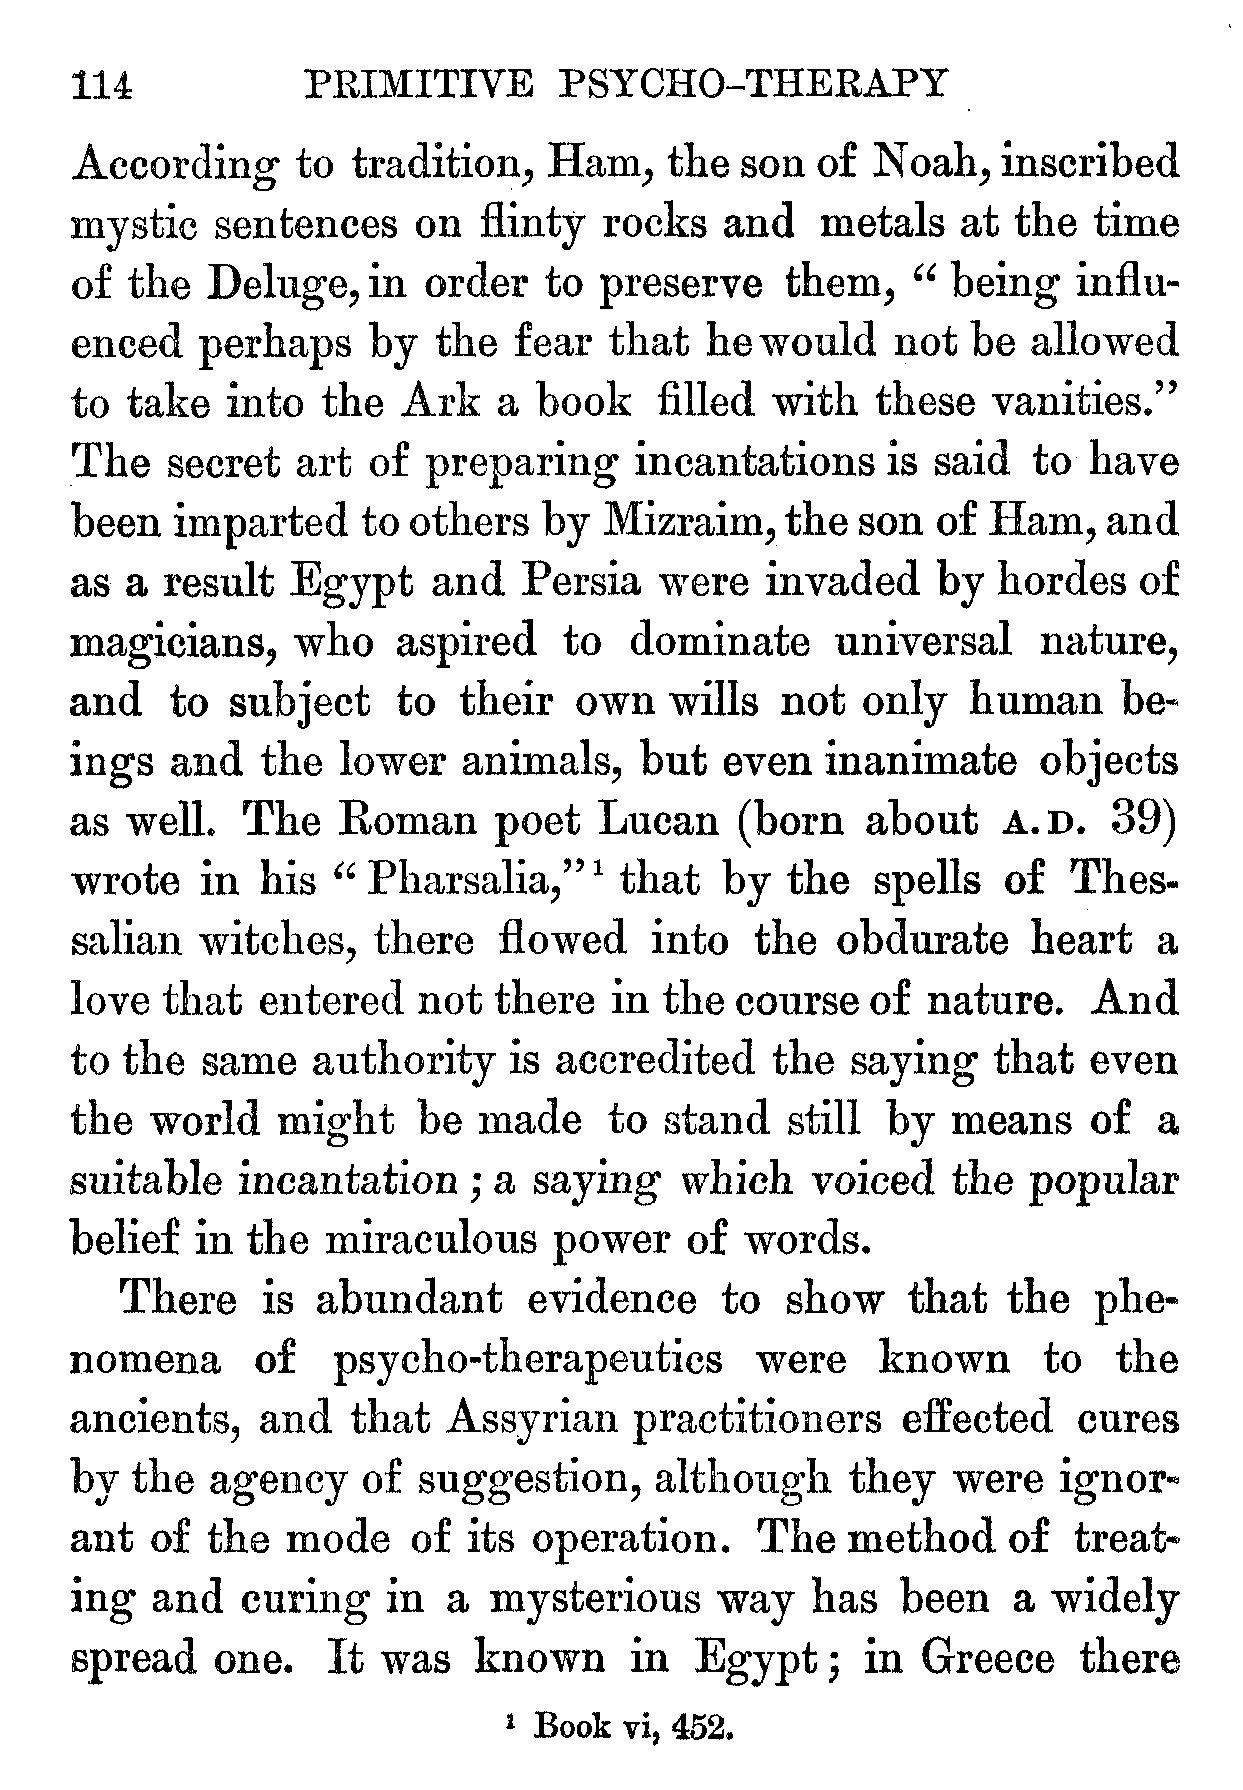 114 PRIMITIVE PSYCHO-THERAPY
According to tradition, Ham, the son of Noah, inscribed
mystic sentences on flinty rocks and metals at the time
of the Deluge, in order to preserve them, “ being influ-
enced perhaps by the fear that he would not be allowed
to take into the Ark a book filled with these vanities.”
The secret art of preparing incantations is said to have
been imparted to others by Mizraim, the son of Ham, and
as a result Egypt and Persia were invaded by hordes of
magicians, who aspired to dominate universal nature,
and to subject to their own wills not only human be-
ings and the lower animals, but even inanimate objects
as well. The Roman poet Lucan (born about A.D. 39)
wrote in his “ Pharsalia,” ¹ that by the spells of Thes-
salian witches, there flowed into the obdurate heart a
love that entered not there in the course of nature. And
to the same authority is accredited the saying that even
the world might be made to stand still by means of a
suitable incantation ; a saying which voiced the popular
belief in the miraculous power of words.
There is abundant evidence to show that the phe-
nomena of psycho-therapeutics were known to the
ancients, and that Assyrian practitioners effected cures
by the agency of suggestion, although they were ignor-
ant of the mode of its operation. The method of treat-
ing and curing in a mysterious way has been a widely
spread one. It was known in Egypt ; in Greece there
¹ Book vi, 452.